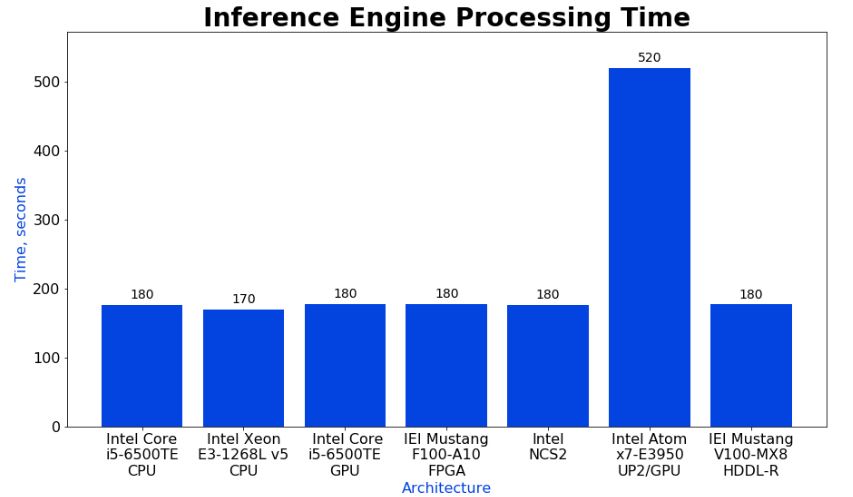 Inference Engine Processing Time
Time, seconds
500
400
300
200
100
0
180
170
180
180
180
520
180
Intel Core
i5-6500TE
CPU
Intel Xeon
E3-1268L v5
CPU
Intel Core
i5-6500TE
GPU
IEI Mustang
F100-A10
FPGA
Intel
NCS2
Intel Atom
x7-E3950
UP2/GPU
IEI Mustang
V100-MX8
HDDL-R
Architecture